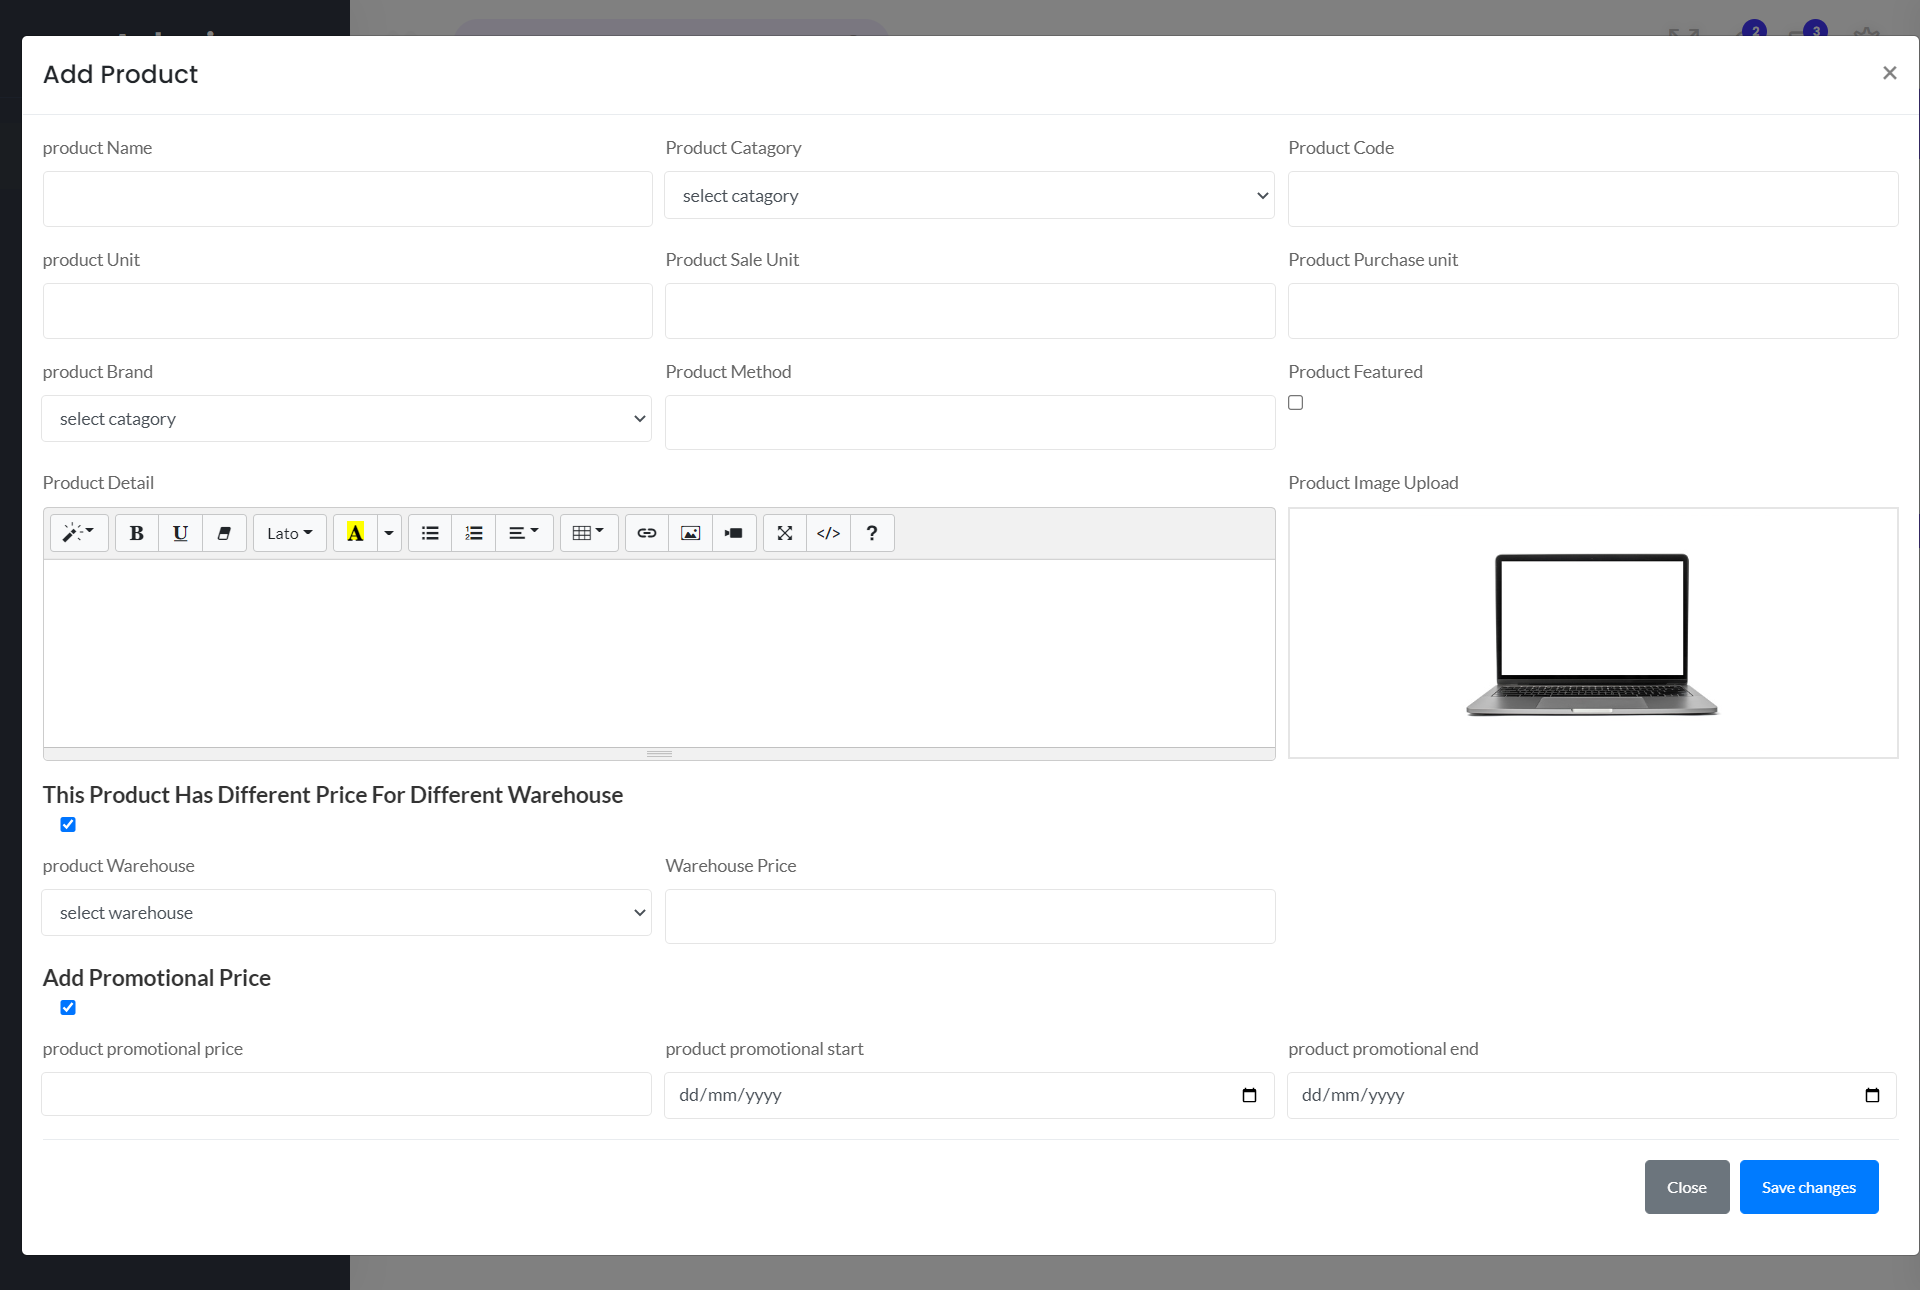 2
3
Add Product
×
product Name
Product Catagory
Product Code
select catagory
product Unit
Product Sale Unit
Product Purchase unit
product Brand
Product Method
Product Featured
select catagory
Product Detail
Product Image Upload
B U Lato A </> ?
This Product Has Different Price For Different Warehouse
product Warehouse
Warehouse Price
select warehouse
Add Promotional Price
product promotional price
product promotional start
product promotional end
dd/mm/yyyy
dd/mm/yyyy
Close
Save changes